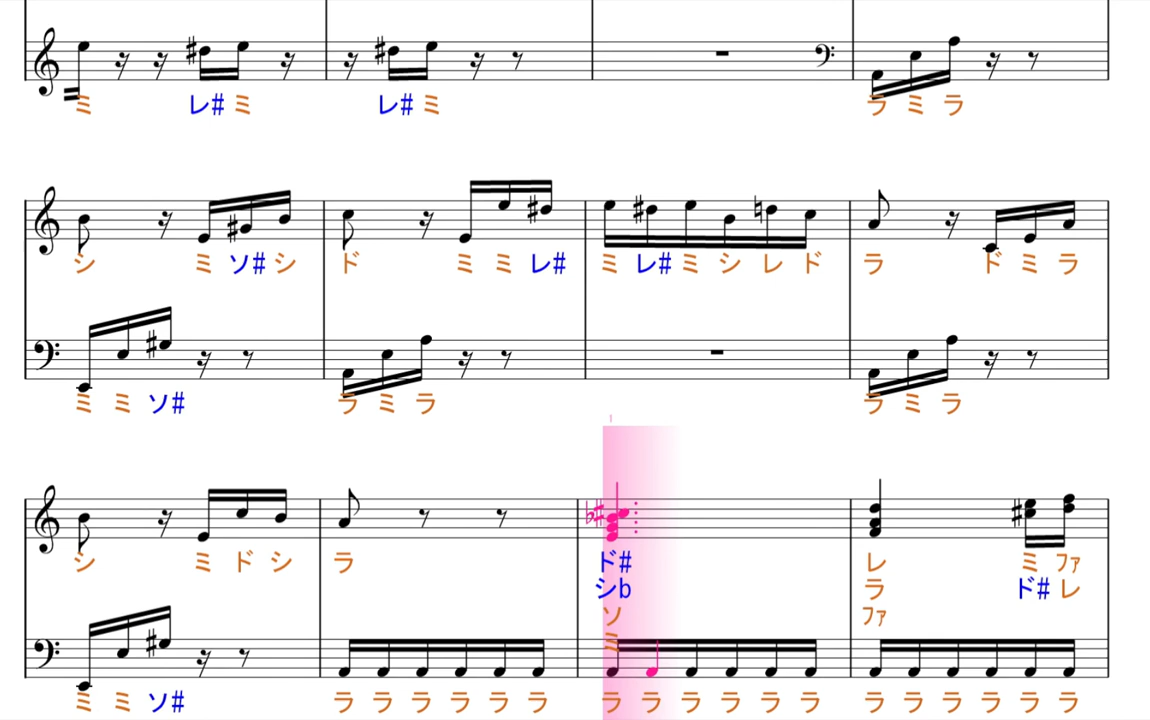 ミ レ# ミ レ# ミ ラ ミ ラ
シ ミ ソ# シ ド ミ ミ レ# ミ レ# ミ シ レ ド ラ ド ミ ラ
ミ ミ ソ# ラ ミ ラ ラ ミ ラ
シ ミ ド シ ラ ド# レ ミ ファ
シb ラ ド# レ
ソ ファ
ミ
ミ ミ ソ# ラ ラ ラ ラ ラ ラ ラ ラ ラ ラ ラ ラ ラ ラ ラ ラ ラ ラ